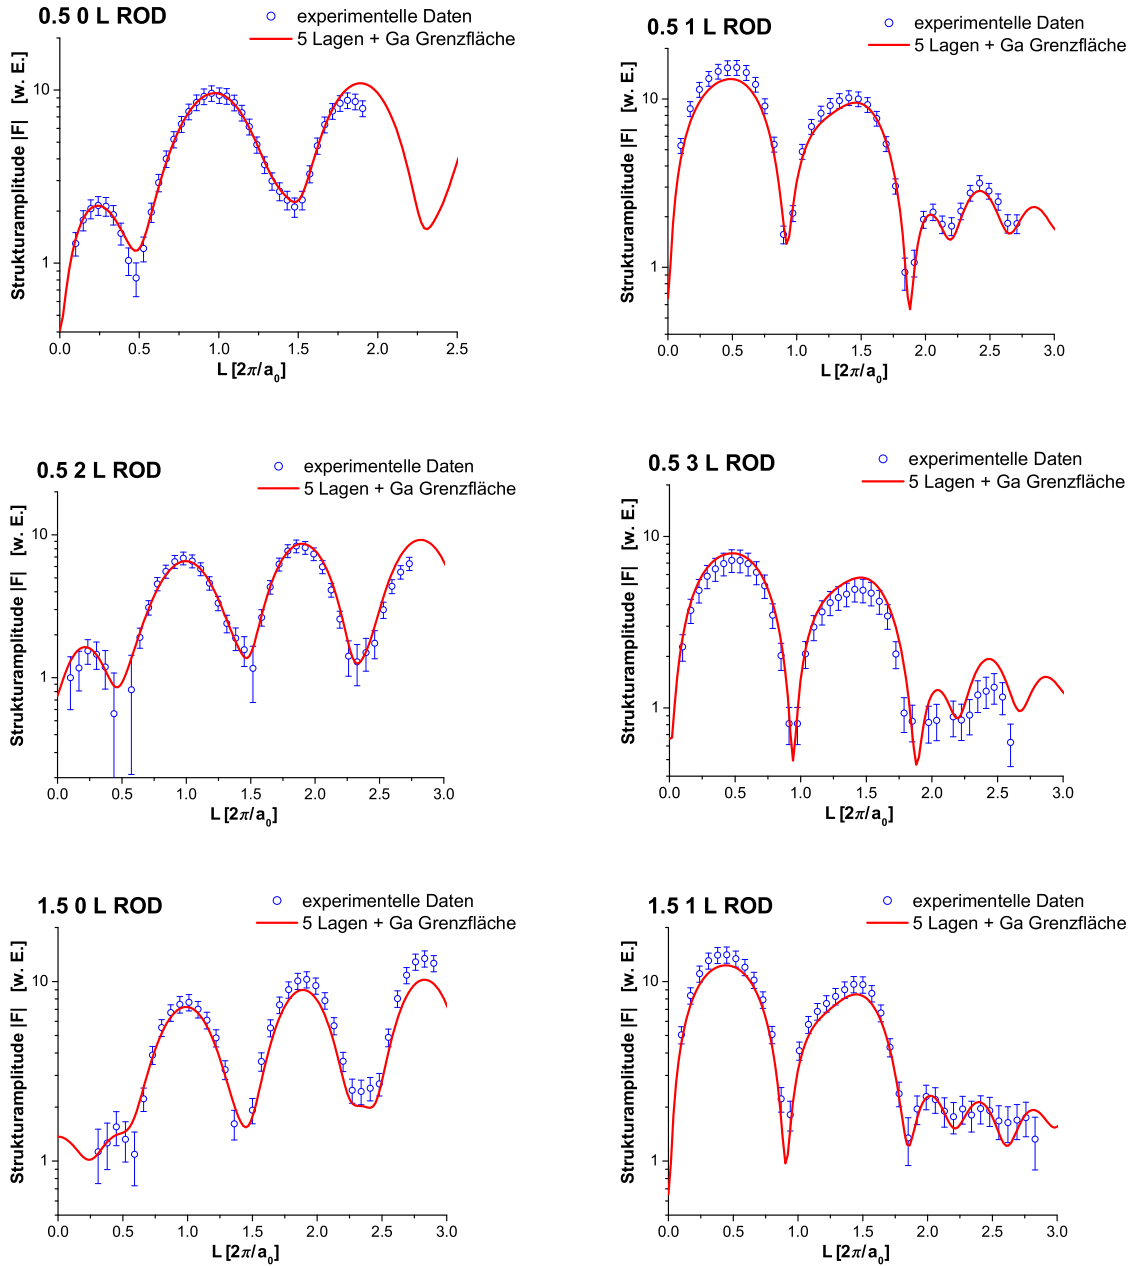 0.5 0 L ROD
experimentelle Daten
5 Lagen + Ga Grenzfläche
Strukturamplitude |F| [w. E.]
10
1
0.0 0.5 1.0 1.5 2.0 2.5
L [2π/a0]
0.5 1 L ROD
experimentelle Daten
5 Lagen + Ga Grenzfläche
Strukturamplitude |F| [w. E.]
10
1
0.0 0.5 1.0 1.5 2.0 2.5 3.0
L [2π/a0]
0.5 2 L ROD
experimentelle Daten
5 Lagen + Ga Grenzfläche
Strukturamplitude |F| [w. E.]
10
1
0.0 0.5 1.0 1.5 2.0 2.5 3.0
L [2π/a0]
0.5 3 L ROD
experimentelle Daten
5 Lagen + Ga Grenzfläche
Strukturamplitude |F| [w. E.]
10
1
0.0 0.5 1.0 1.5 2.0 2.5 3.0
L [2π/a0]
1.5 0 L ROD
experimentelle Daten
5 Lagen + Ga Grenzfläche
Strukturamplitude |F| [w. E.]
10
1
0.0 0.5 1.0 1.5 2.0 2.5 3.0
L [2π/a0]
1.5 1 L ROD
experimentelle Daten
5 Lagen + Ga Grenzfläche
Strukturamplitude |F| [w. E.]
10
1
0.0 0.5 1.0 1.5 2.0 2.5 3.0
L [2π/a0]